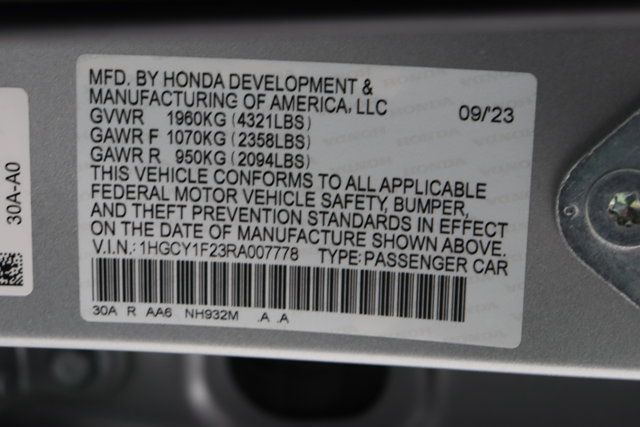 MFD. BY HONDA DEVELOPMENT &
MANUFACTURING OF AMERICA, LLC
GVWR 1960KG (4321LBS) 09/'23
GAWR F 1070KG (2358LBS)
GAWR R 950KG (2094LBS)
THIS VEHICLE CONFORMS TO ALL APPLICABLE
FEDERAL MOTOR VEHICLE SAFETY, BUMPER,
AND THEFT PREVENTION STANDARDS IN EFFECT
ON THE DATE OF MANUFACTURE SHOWN ABOVE.
V.I.N.: 1HGCY1F23RA007778 TYPE: PASSENGER CAR
30A R AA6 NH932M .A .A
30A-A0